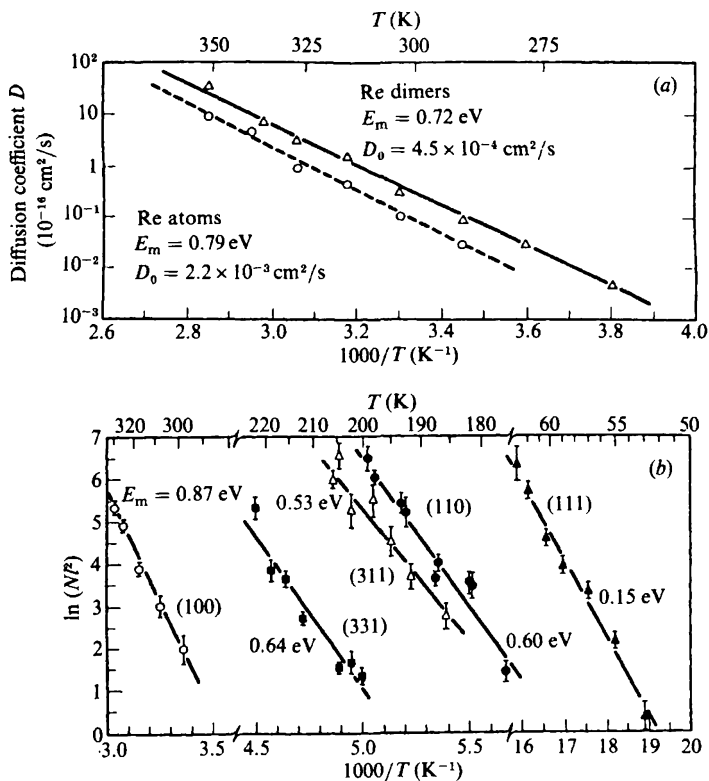 T (K)
350 325 300 275
(a)
Diffusion coefficient D
(10⁻¹⁶ cm²/s)
10²
10
1
10⁻¹
10⁻²
10⁻³
Re dimers
Eₘ = 0.72 eV
D₀ = 4.5 × 10⁻⁴ cm²/s
Re atoms
Eₘ = 0.79 eV
D₀ = 2.2 × 10⁻³ cm²/s
2.6 3.0 3.4 3.6 3.8 4.0
1000/T (K⁻¹)
T (K)
320 300 220 210 200 190 180 60 55 50
(b)
ln (Nl²)
7
6
5
4
3
2
1
0
Eₘ = 0.87 eV
0.53 eV
(110)
(111)
(311)
(100)
0.15 eV
0.64 eV
(331)
0.60 eV
3.0 3.5 4.5 5.0 5.5 16 17 18 19 20
1000/T (K⁻¹)